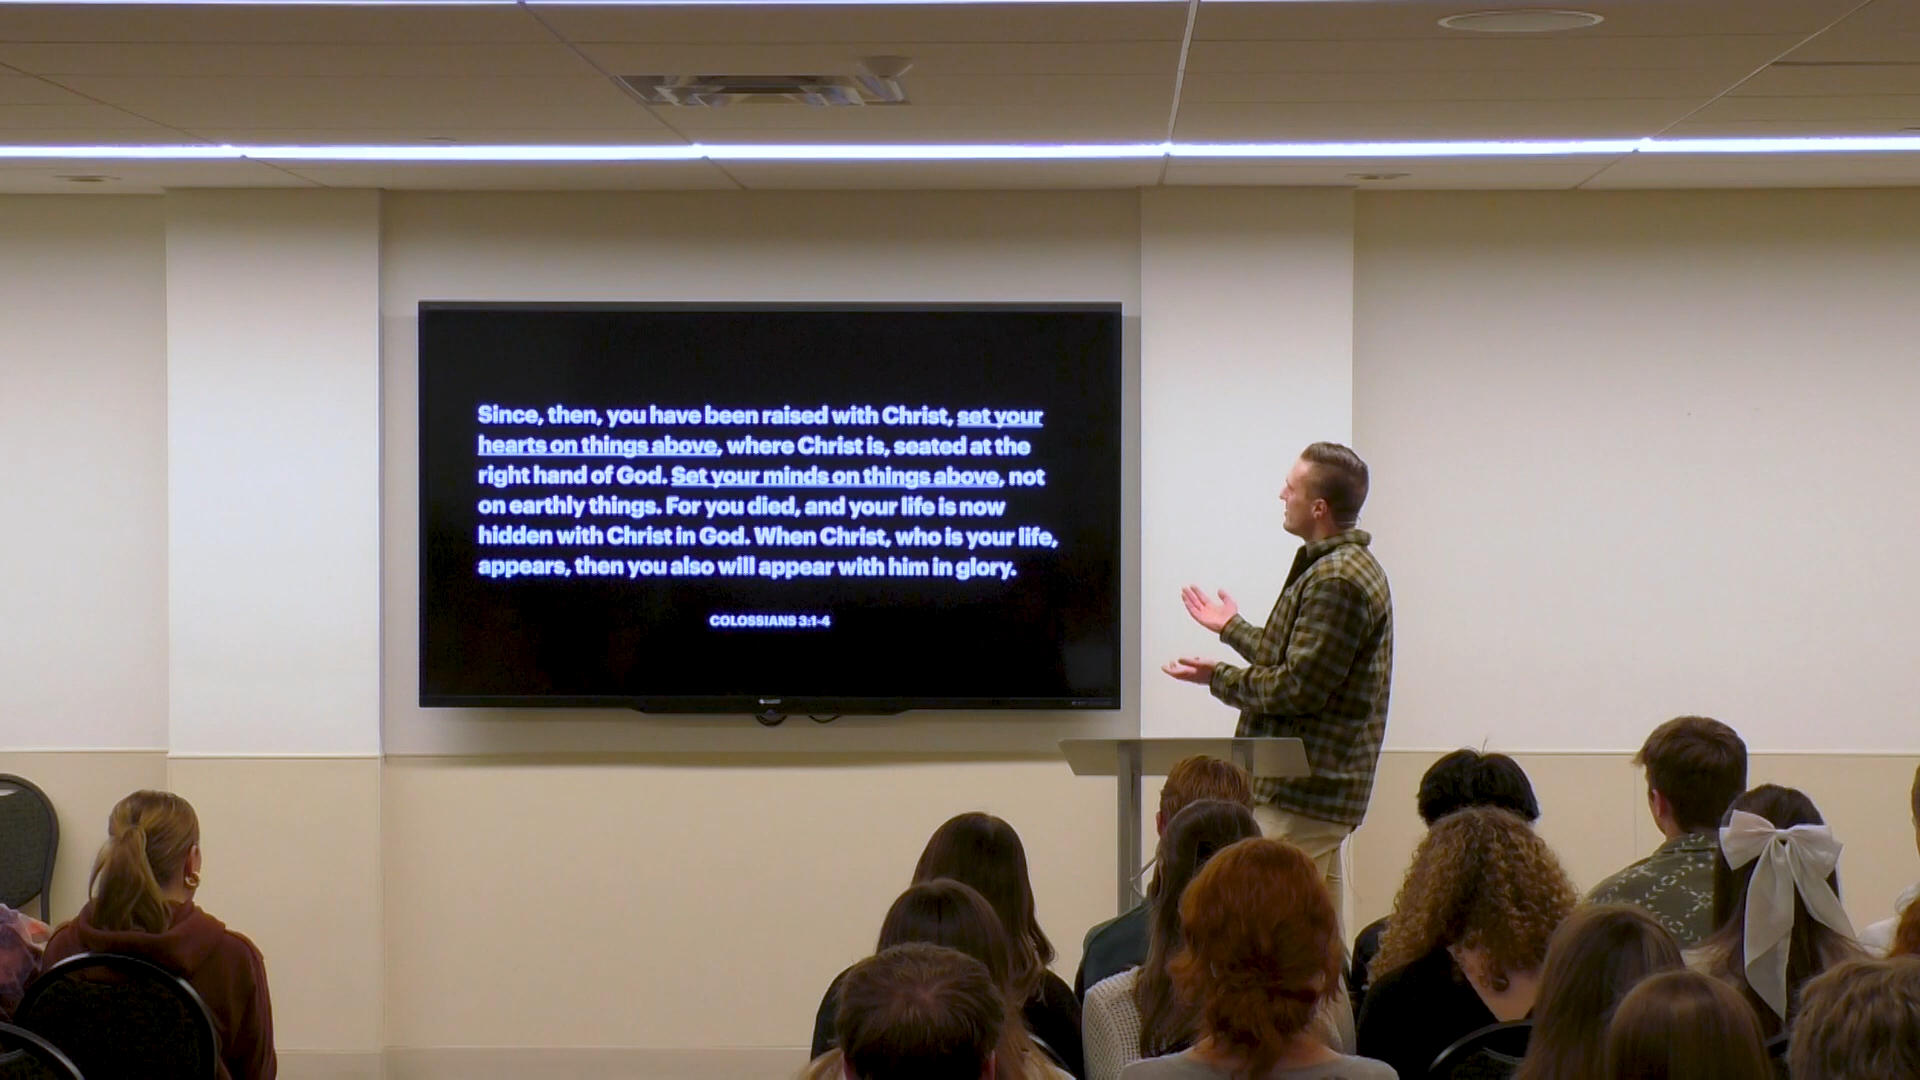 Since, then, you have been raised with Christ, set your
hearts on things above, where Christ is, seated at the
right hand of God. Set your minds on things above, not
on earthly things. For you died, and your life is now
hidden with Christ in God. When Christ, who is your life,
appears, then you also will appear with him in glory.
COLOSSIANS 3:1-4